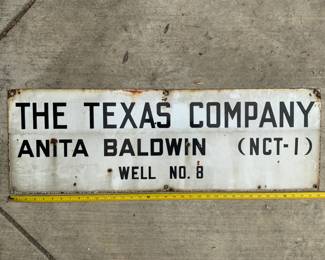 THE TEXAS COMPANY
ANITA BALDWIN (NCT-1)
WELL NO. 8